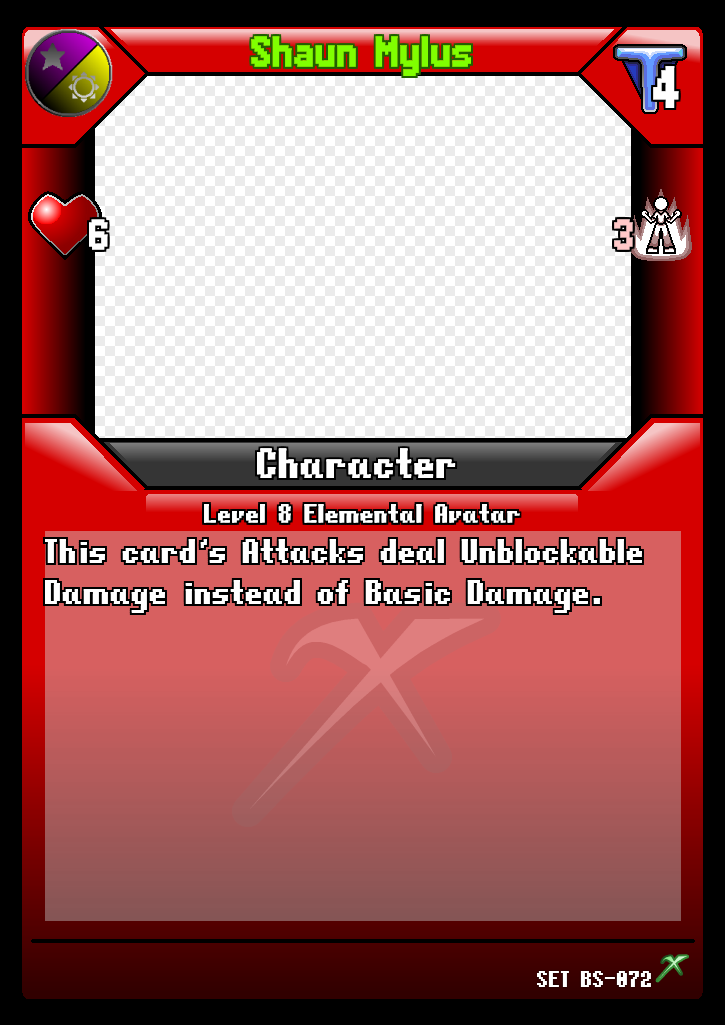 Shaun Mylus
T4
6
3
Character
Level 8 Elemental Avatar
This card's Attacks deal Unblockable
Damage instead of Basic Damage.
SET BS-072